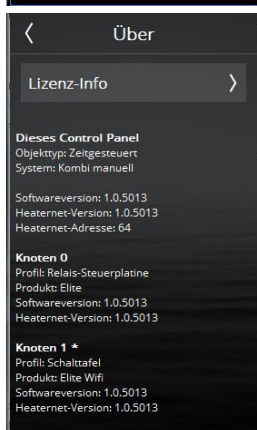 Über
Lizenz-Info
Dieses Control Panel
Objekttyp: Zeitgesteuert
System: Kombi manuell
Softwareversion: 1.0.5013
Heaternet-Version: 1.0.5013
Heaternet-Adresse: 64
Knoten 0
Profil: Relais-Steuerplatine
Produkt: Elite
Softwareversion: 1.0.5013
Heaternet-Version: 1.0.5013
Knoten 1 *
Profil: Schalttafel
Produkt: Elite Wifi
Softwareversion: 1.0.5013
Heaternet-Version: 1.0.5013